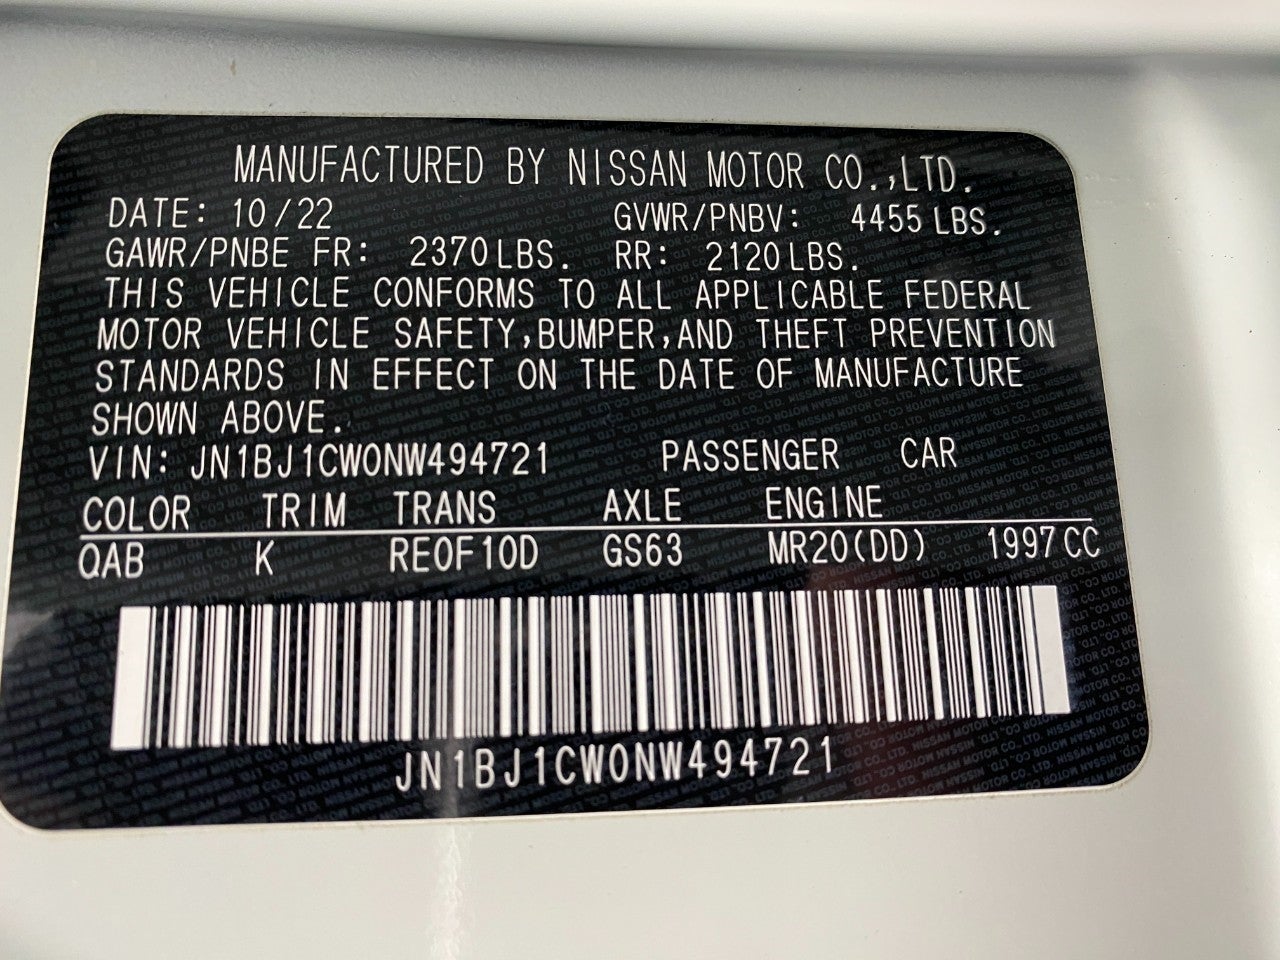 MANUFACTURED BY NISSAN MOTOR CO.,LTD.
DATE: 10/22 GVWR/PNBV: 4455 LBS.
GAWR/PNBE FR: 2370 LBS. RR: 2120 LBS.
THIS VEHICLE CONFORMS TO ALL APPLICABLE FEDERAL
MOTOR VEHICLE SAFETY,BUMPER,AND THEFT PREVENTION
STANDARDS IN EFFECT ON THE DATE OF MANUFACTURE
SHOWN ABOVE.
VIN: JN1BJ1CW0NW494721 PASSENGER CAR
COLOR TRIM TRANS AXLE ENGINE
QAB K RE0F10D GS63 MR20(DD) 1997 CC
JN1BJ1CW0NW494721